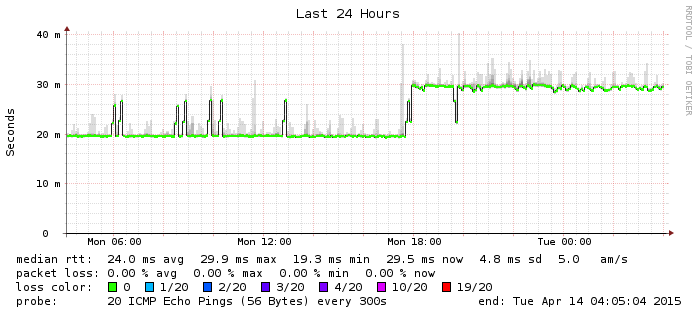 Last 24 Hours
RRDTOOL / TOBI OETIKER
Seconds
40 m
30 m
20 m
10 m
0
Mon 06:00 Mon 12:00 Mon 18:00 Tue 00:00
median rtt: 24.0 ms avg 29.9 ms max 19.3 ms min 29.5 ms now 4.8 ms sd 5.0 am/s
packet loss: 0.00 % avg 0.00 % max 0.00 % min 0.00 % now
loss color: 0 1/20 2/20 3/20 4/20 10/20 19/20
probe: 20 ICMP Echo Pings (56 Bytes) every 300s end: Tue Apr 14 04:05:04 2015